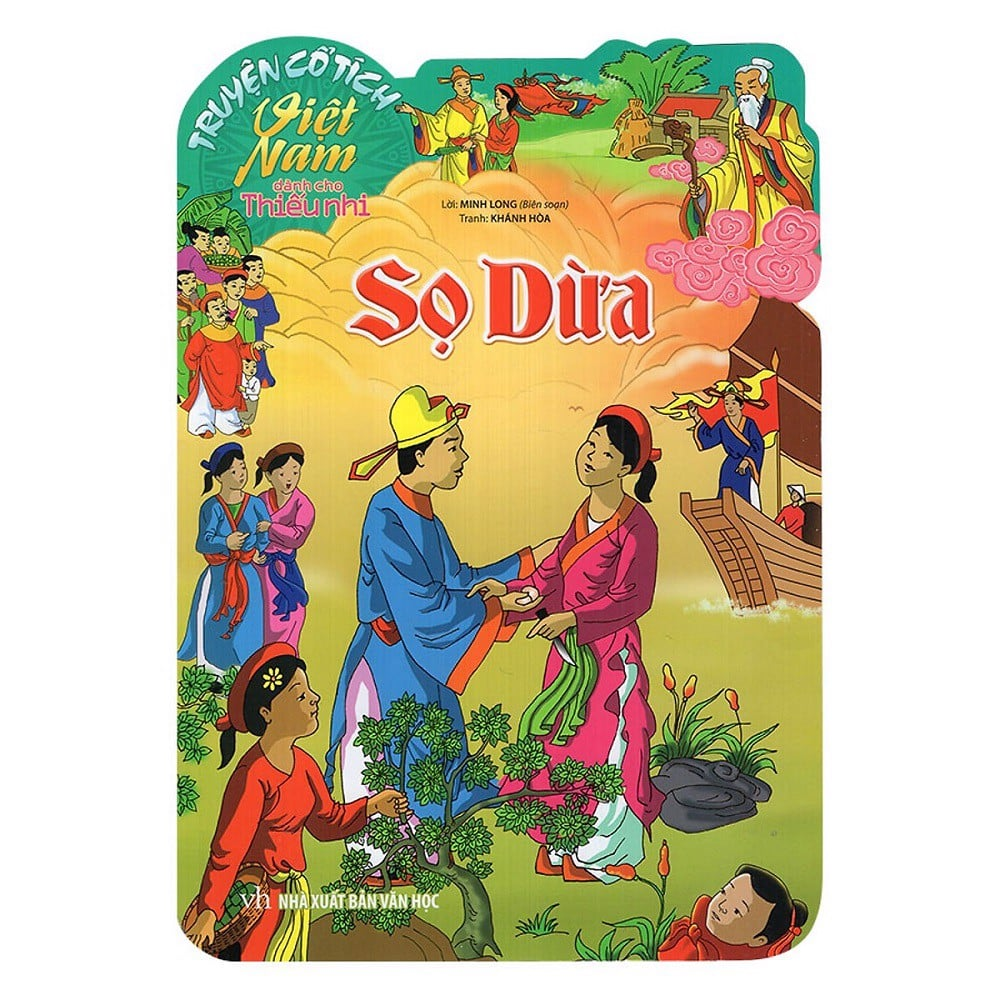 TRUYỆN CỔ TÍCH
Việt
Nam
dành cho
Thiếu nhi
Lời: MINH LONG (Biên soạn)
Tranh: KHÁNH HÒA
Sọ Dừa
vh NHÀ XUẤT BẢN VĂN HỌC